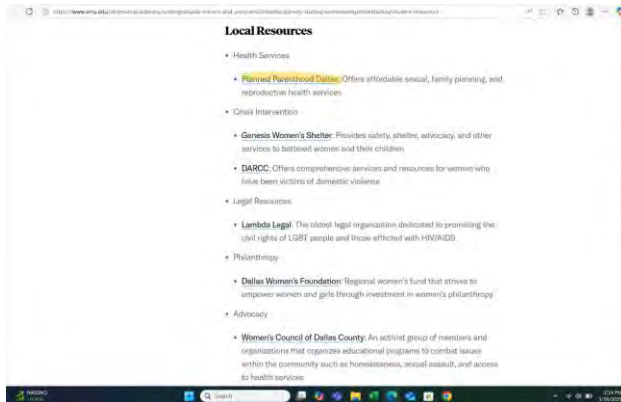 Local Resources
• Health Services
• Planned Parenthood Dallas: Offers affordable sexual, family planning, and
reproductive health services
• Crisis Intervention
• Genesis Women's Shelter: Provides safety, shelter, advocacy, and other
services to battered women and their children
• DARCC: Offers comprehensive services and resources for women who
have been victims of domestic violence
• Legal Resources
• Lambda Legal: The oldest legal organization dedicated to promoting the
civil rights of LGBT people and those afflicted with HIV/AIDS
• Philanthropy
• Dallas Women's Foundation: Regional women's fund that strives to
empower women and girls through investment in women's philanthropy
• Advocacy
• Women's Council of Dallas County: An activist group of members and
organizations that organizes educational programs to combat issues
within the community such as homelessness, sexual assault, and access
to health services
NASDAQ
Search